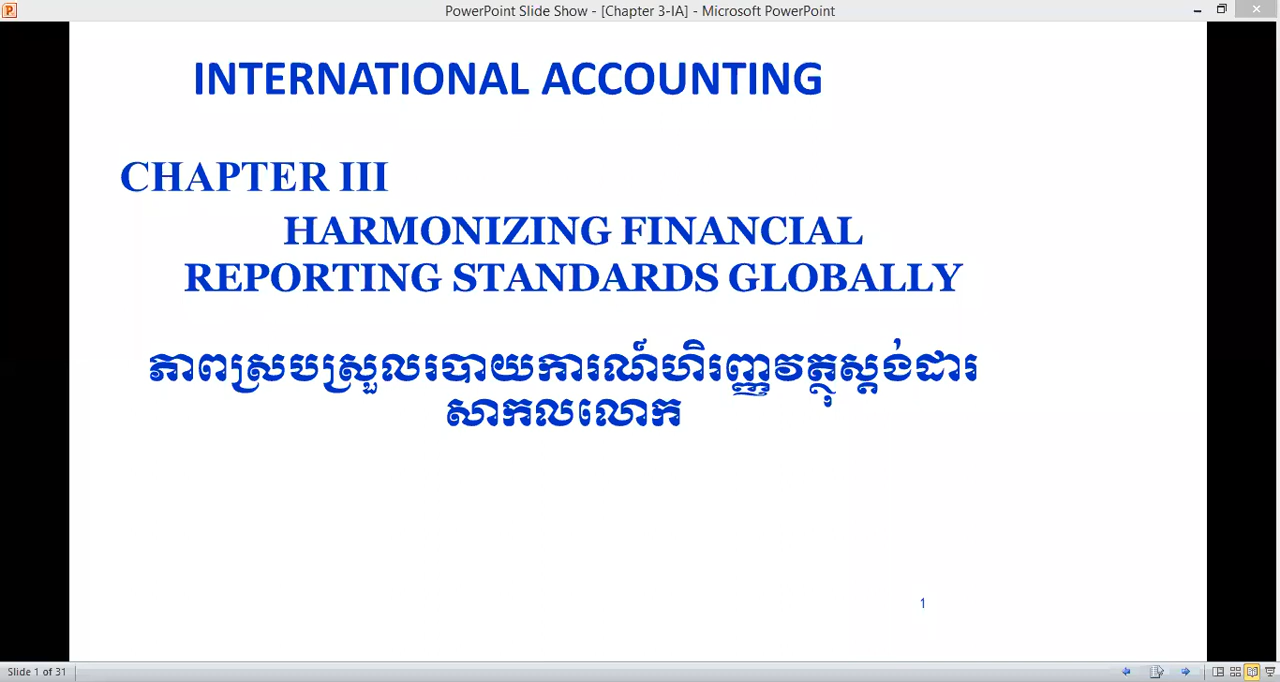 PowerPoint Slide Show - [Chapter 3-IA] - Microsoft PowerPoint
INTERNATIONAL ACCOUNTING
CHAPTER III
HARMONIZING FINANCIAL
REPORTING STANDARDS GLOBALLY
ភាពស្របស្រួលរបាយការណ៍ហិរញ្ញវត្ថុស្តង់ដារ
សាកលលោក
1
Slide 1 of 31